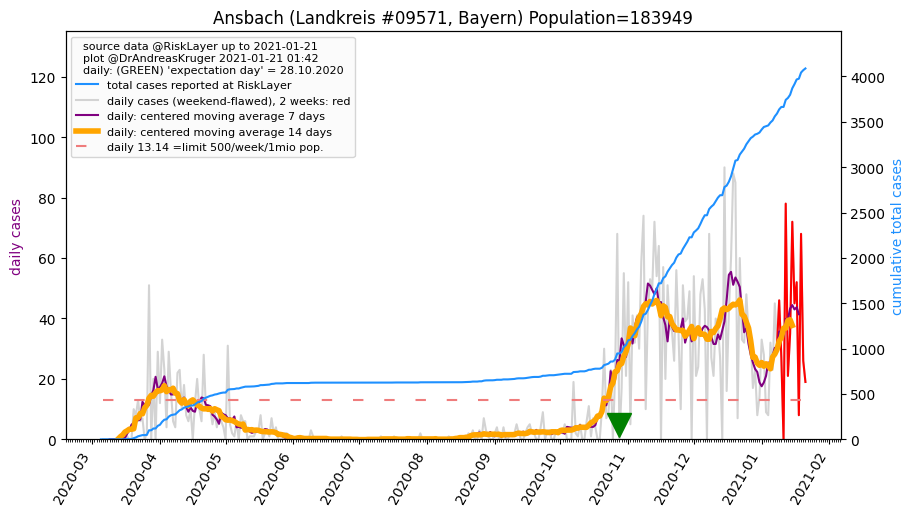 Ansbach (Landkreis #09571, Bayern) Population=183949
source data @RiskLayer up to 2021-01-21
plot @DrAndreasKruger 2021-01-21 01:42
daily: (GREEN) 'expectation day' = 28.10.2020
total cases reported at RiskLayer
daily cases (weekend-flawed), 2 weeks: red
daily: centered moving average 7 days
daily: centered moving average 14 days
daily 13.14 =limit 500/week/1mio pop.
daily cases
120
100
80
60
40
20
0
cumulative total cases
4000
3500
3000
2500
2000
1500
1000
500
0
2020-03
2020-04
2020-05
2020-06
2020-07
2020-08
2020-09
2020-10
2020-11
2020-12
2021-01
2021-02